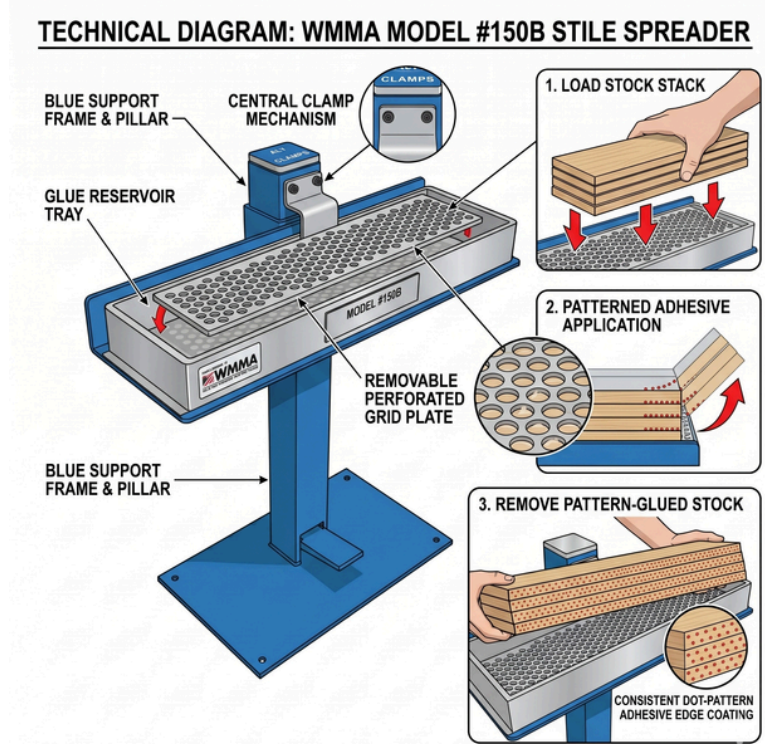 TECHNICAL DIAGRAM: WMMA MODEL #150B STILE SPREADER
BLUE SUPPORT
FRAME & PILLAR
CENTRAL CLAMP
MECHANISM
CLAMPS
1. LOAD STOCK STACK
CLAMPS
GLUE RESERVOIR
TRAY
MODEL #150B
WMMA
2. PATTERNED ADHESIVE
APPLICATION
REMOVABLE
PERFORATED
GRID PLATE
BLUE SUPPORT
FRAME & PILLAR
3. REMOVE PATTERN-GLUED STOCK
CONSISTENT DOT-PATTERN
ADHESIVE EDGE COATING